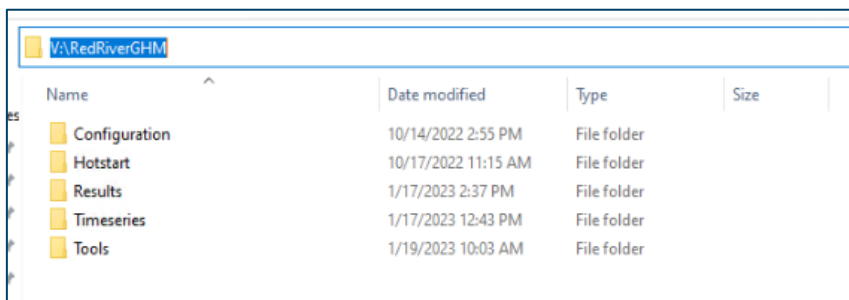 V:\RedRiverGHM
Name Date modified Type Size
es
Configuration 10/14/2022 2:55 PM File folder
Hotstart 10/17/2022 11:15 AM File folder
Results 1/17/2023 2:37 PM File folder
Timeseries 1/17/2023 12:43 PM File folder
Tools 1/19/2023 10:03 AM File folder